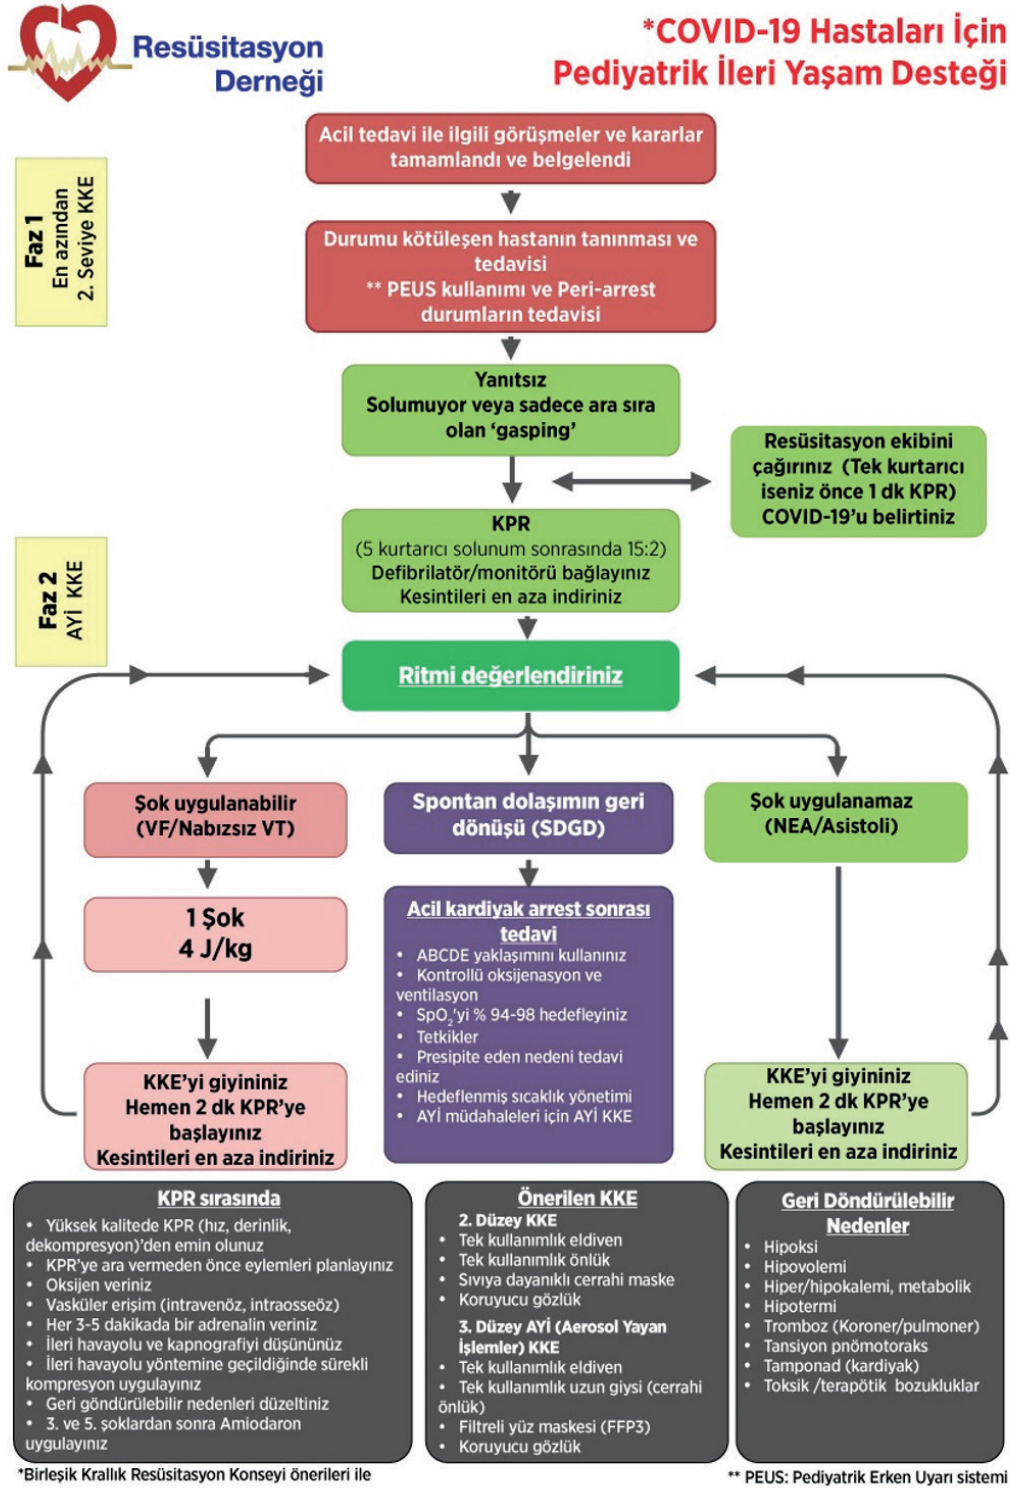 Resüsitasyon
Derneği
*COVID-19 Hastaları İçin
Pediyatrik İleri Yaşam Desteği
Faz 1
En azından
2. Seviye KKE
Acil tedavi ile ilgili görüşmeler ve kararlar
tamamlandı ve belgelendi
Durumu kötüleşen hastanın tanınması ve
tedavisi
** PEUS kullanımı ve Peri-arrest
durumların tedavisi
Yanıtsız
Solumuyor veya sadece ara sıra
olan ‘gasping’
Resüsitasyon ekibini
çağırınız (Tek kurtarıcı
iseniz önce 1 dk KPR)
COVID-19’u belirtiniz
Faz 2
AYİ KKE
KPR
(5 kurtarıcı solunum sonrasında 15:2)
Defibrilatör/monitörü bağlayınız
Kesintileri en aza indiriniz
Ritmi değerlendiriniz
Şok uygulanabilir
(VF/Nabızsız VT)
1 Şok
4 J/kg
KKE’yi giyininiz
Hemen 2 dk KPR’ye
başlayınız
Kesintileri en aza indiriniz
Spontan dolaşımın geri
dönüşü (SDGD)
Acil kardiyak arrest sonrası
tedavi
• ABCDE yaklaşımını kullanınız
• Kontrollü oksijenasyon ve
ventilasyon
• SpO2'yi % 94-98 hedefleyiniz
• Tetkikler
• Presipite eden nedeni tedavi
ediniz
• Hedeflenmiş sıcaklık yönetimi
• AYİ müdahaleleri için AYİ KKE
Şok uygulanamaz
(NEA/Asistoli)
KKE’yi giyininiz
Hemen 2 dk KPR’ye
başlayınız
Kesintileri en aza indiriniz
KPR sırasında
• Yüksek kalitede KPR (hız, derinlik,
dekompresyon)’den emin olunuz
• KPR’ye ara vermeden önce eylemleri planlayınız
• Oksijen veriniz
• Vasküler erişim (intravenöz, intraosseöz)
• Her 3-5 dakikada bir adrenalin veriniz
• İleri havayolu ve kapnografiyi düşününüz
• İleri havayolu yöntemine geçildiğinde sürekli
kompresyon uygulayınız
• Geri göndürülebilir nedenleri düzeltiniz
• 3. ve 5. şoklardan sonra Amiodaron
uygulayınız
Önerilen KKE
2. Düzey KKE
• Tek kullanımlık eldiven
• Tek kullanımlık önlük
• Sıvıya dayanıklı cerrahi maske
• Koruyucu gözlük
3. Düzey AYİ (Aerosol Yayan
İşlemler) KKE
• Tek kullanımlık eldiven
• Tek kullanımlık uzun giysi (cerrahi
önlük)
• Filtreli yüz maskesi (FFP3)
• Koruyucu gözlük
Geri Döndürülebilir
Nedenler
• Hipoksi
• Hipovolemi
• Hiper/hipokalemi, metabolik
• Hipotermi
• Tromboz (Koroner/pulmoner)
• Tansiyon pnömotoraks
• Tamponad (kardiyak)
• Toksik /terapötik bozukluklar
*Birleşik Krallık Resüsitasyon Konseyi önerileri ile
** PEUS: Pediyatrik Erken Uyarı sistemi